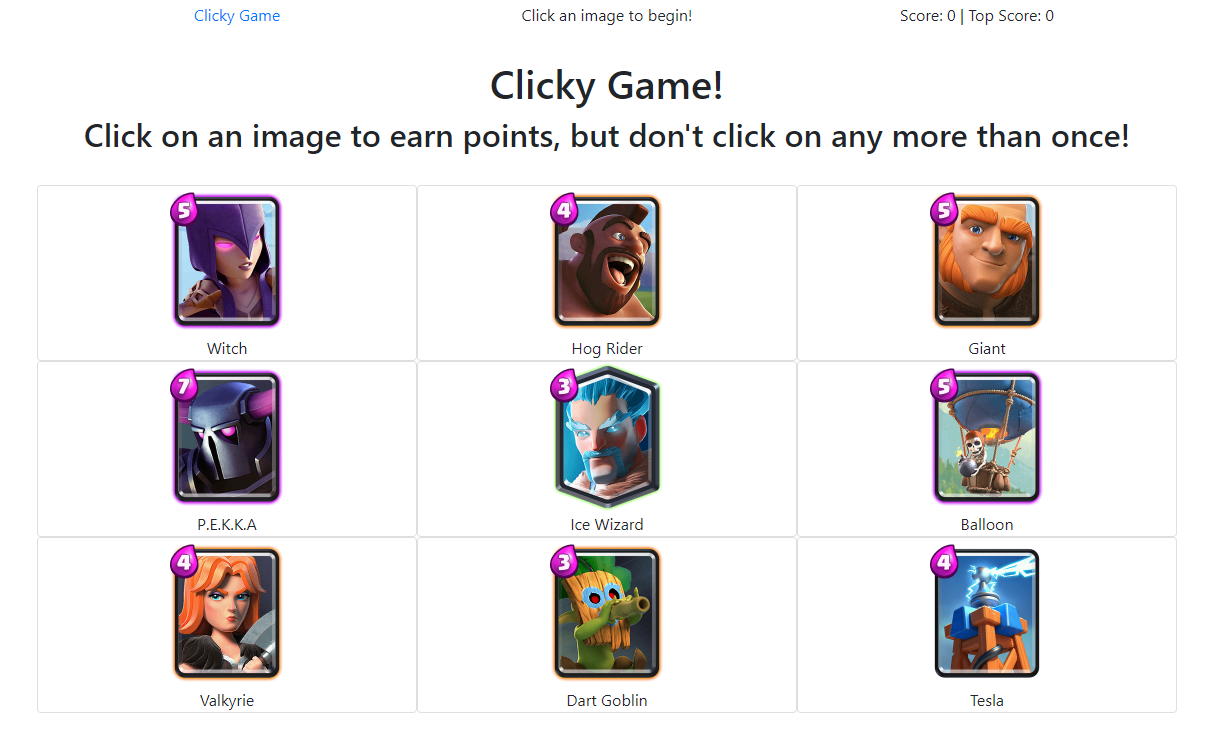 Clicky Game
Click an image to begin!
Score: 0 | Top Score: 0
Clicky Game!
Click on an image to earn points, but don't click on any more than once!
5
4
5
Witch
Hog Rider
Giant
7
3
5
P.E.K.K.A
Ice Wizard
Balloon
4
3
4
Valkyrie
Dart Goblin
Tesla